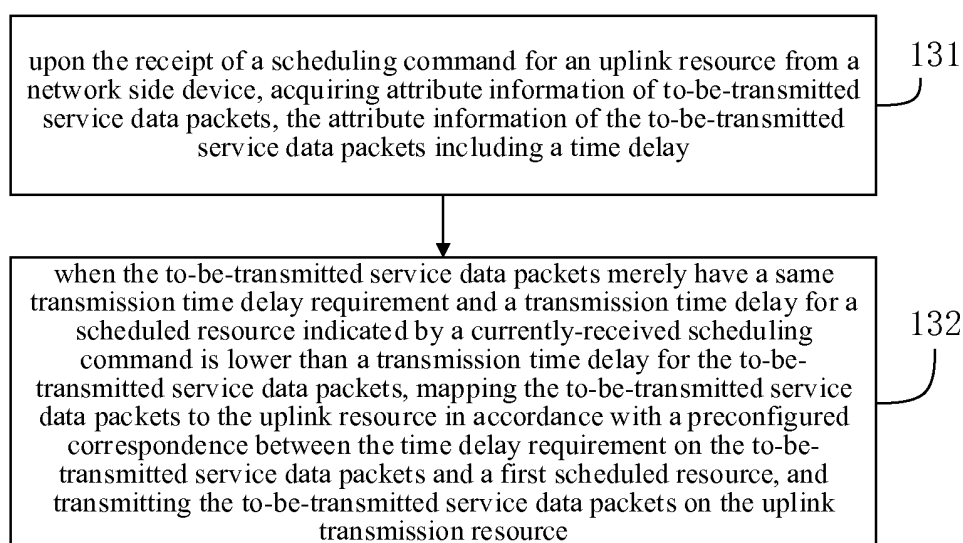 upon the receipt of a scheduling command for an uplink resource from a
network side device, acquiring attribute information of to-be-transmitted
service data packets, the attribute information of the to-be-transmitted
service data packets including a time delay
131
when the to-be-transmitted service data packets merely have a same
transmission time delay requirement and a transmission time delay for a
scheduled resource indicated by a currently-received scheduling
command is lower than a transmission time delay for the to-be-
transmitted service data packets, mapping the to-be-transmitted service
data packets to the uplink resource in accordance with a preconfigured
correspondence between the time delay requirement on the to-be-
transmitted service data packets and a first scheduled resource, and
transmitting the to-be-transmitted service data packets on the uplink
transmission resource
132